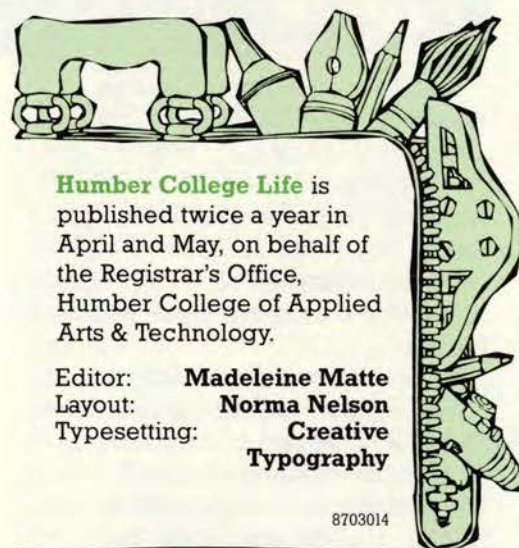 Humber College Life is
published twice a year in
April and May, on behalf of
the Registrar's Office,
Humber College of Applied
Arts & Technology.
Editor: Madeleine Matte
Layout: Norma Nelson
Typesetting: Creative
Typography
8703014